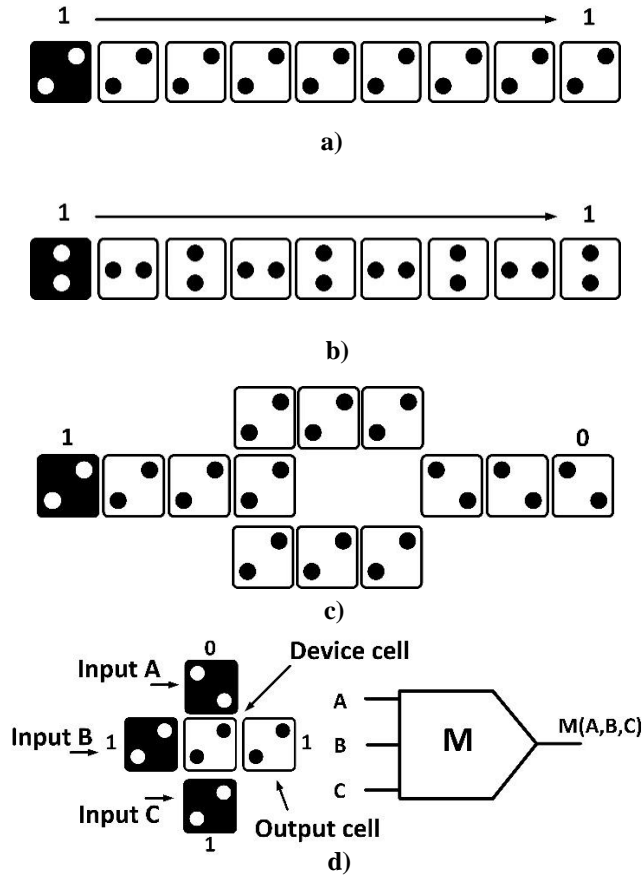 1 1
a)
1 1
b)
1 0
c)
0
Input A
Device cell
Input B 1 1
Input C
1
Output cell
A
B
C
M
M(A,B,C)
d)